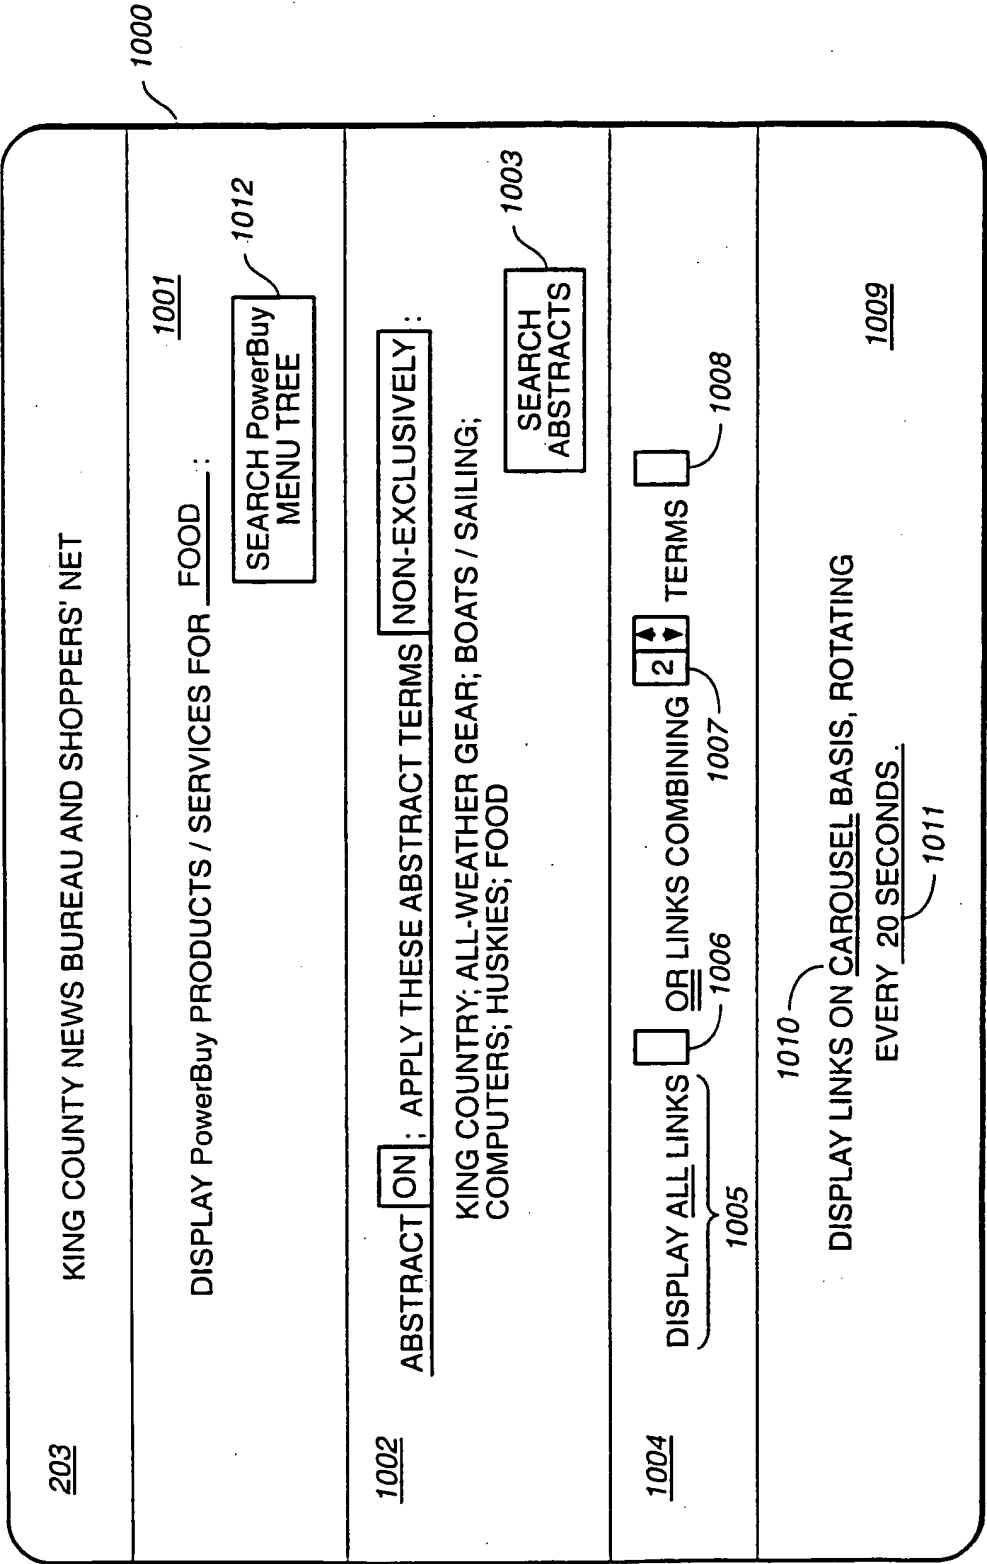 1000
203
KING COUNTY NEWS BUREAU AND SHOPPERS' NET
1001
DISPLAY PowerBuy PRODUCTS / SERVICES FOR FOOD :
SEARCH PowerBuy
MENU TREE
1012
1002
ABSTRACT ON ; APPLY THESE ABSTRACT TERMS NON-EXCLUSIVELY :
KING COUNTRY; ALL-WEATHER GEAR; BOATS / SAILING;
COMPUTERS; HUSKIES; FOOD
SEARCH
ABSTRACTS
1003
1004
DISPLAY ALL LINKS OR LINKS COMBINING 2 TERMS
1005
1006
1007
1008
1010
DISPLAY LINKS ON CAROUSEL BASIS, ROTATING
EVERY 20 SECONDS.
1011
1009